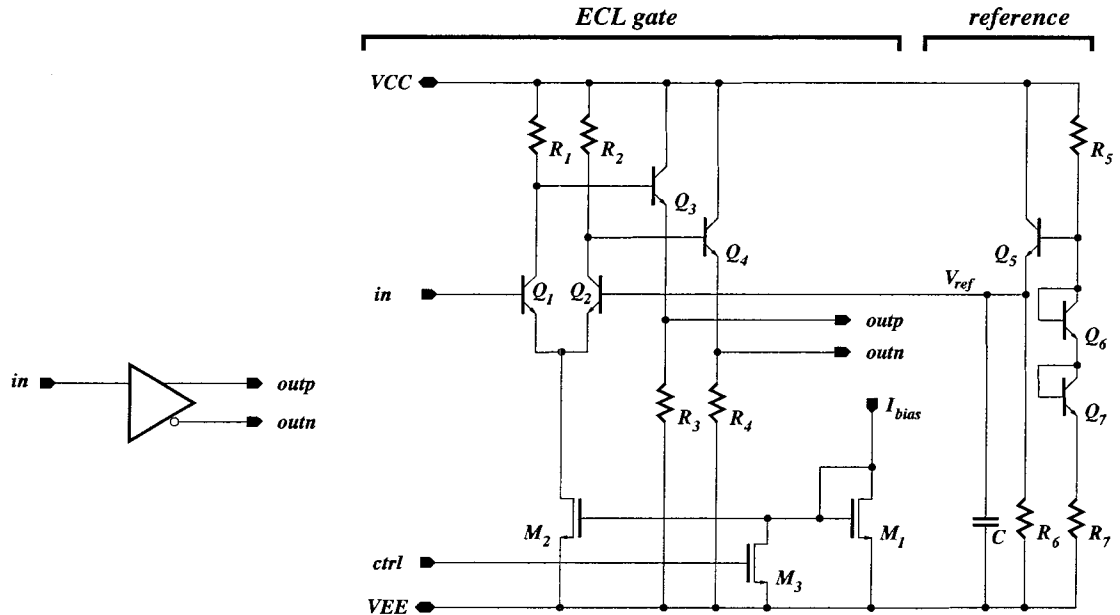 ECL gate
reference
VCC
R1
R2
R5
Q3
Q4
Q5
Vref
in
Q1
Q2
outp
Q6
outn
in
outp
outn
R3
R4
Ibias
Q7
M2
M1
C
R6
R7
ctrl
M3
VEE